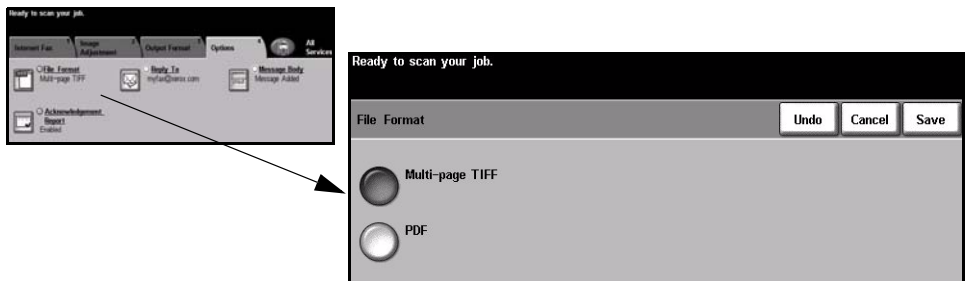 Ready to scan your job.
Internet Fax
Image Adjustment
Output Format
Options
All Services
File Format
Multi-page TIFF
Reply To
myfax@xerox.com
Message Body
Message Added
Acknowledgement Report
Enabled
Ready to scan your job.
File Format
Undo
Cancel
Save
Multi-page TIFF
PDF